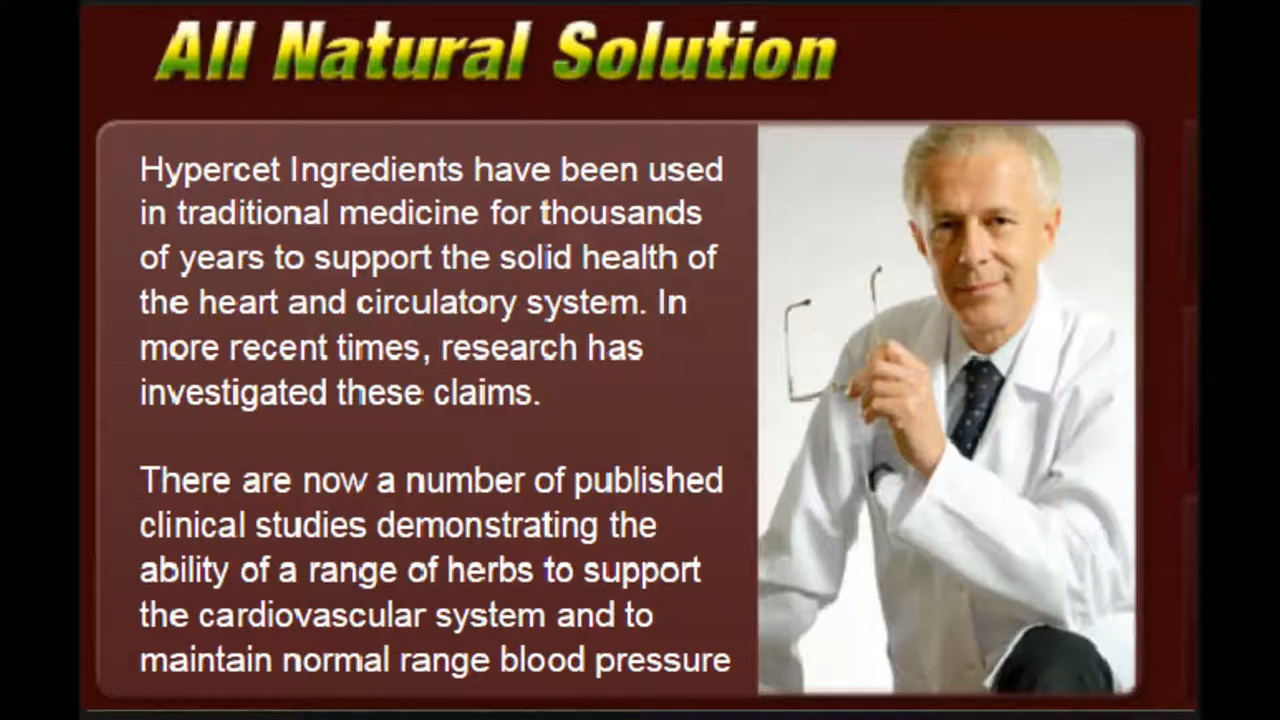 All Natural Solution
Hypercet Ingredients have been used
in traditional medicine for thousands
of years to support the solid health of
the heart and circulatory system. In
more recent times, research has
investigated these claims.
There are now a number of published
clinical studies demonstrating the
ability of a range of herbs to support
the cardiovascular system and to
maintain normal range blood pressure